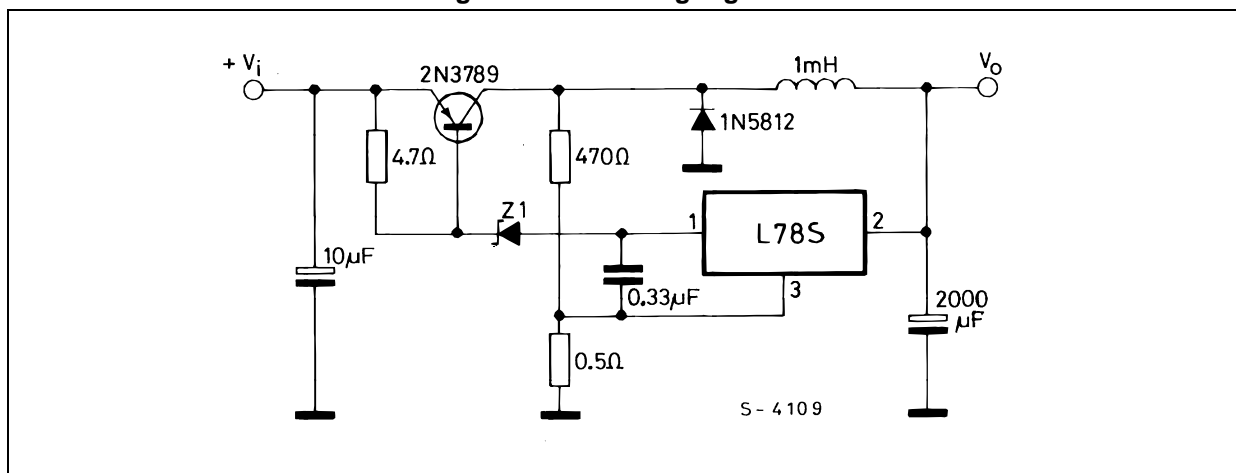 + Vi
2N3789
1mH
Vo
4.7Ω
470Ω
1N5812
Z1
1
L78S
2
10µF
0.33µF
3
2000
µF
0.5Ω
S-4109